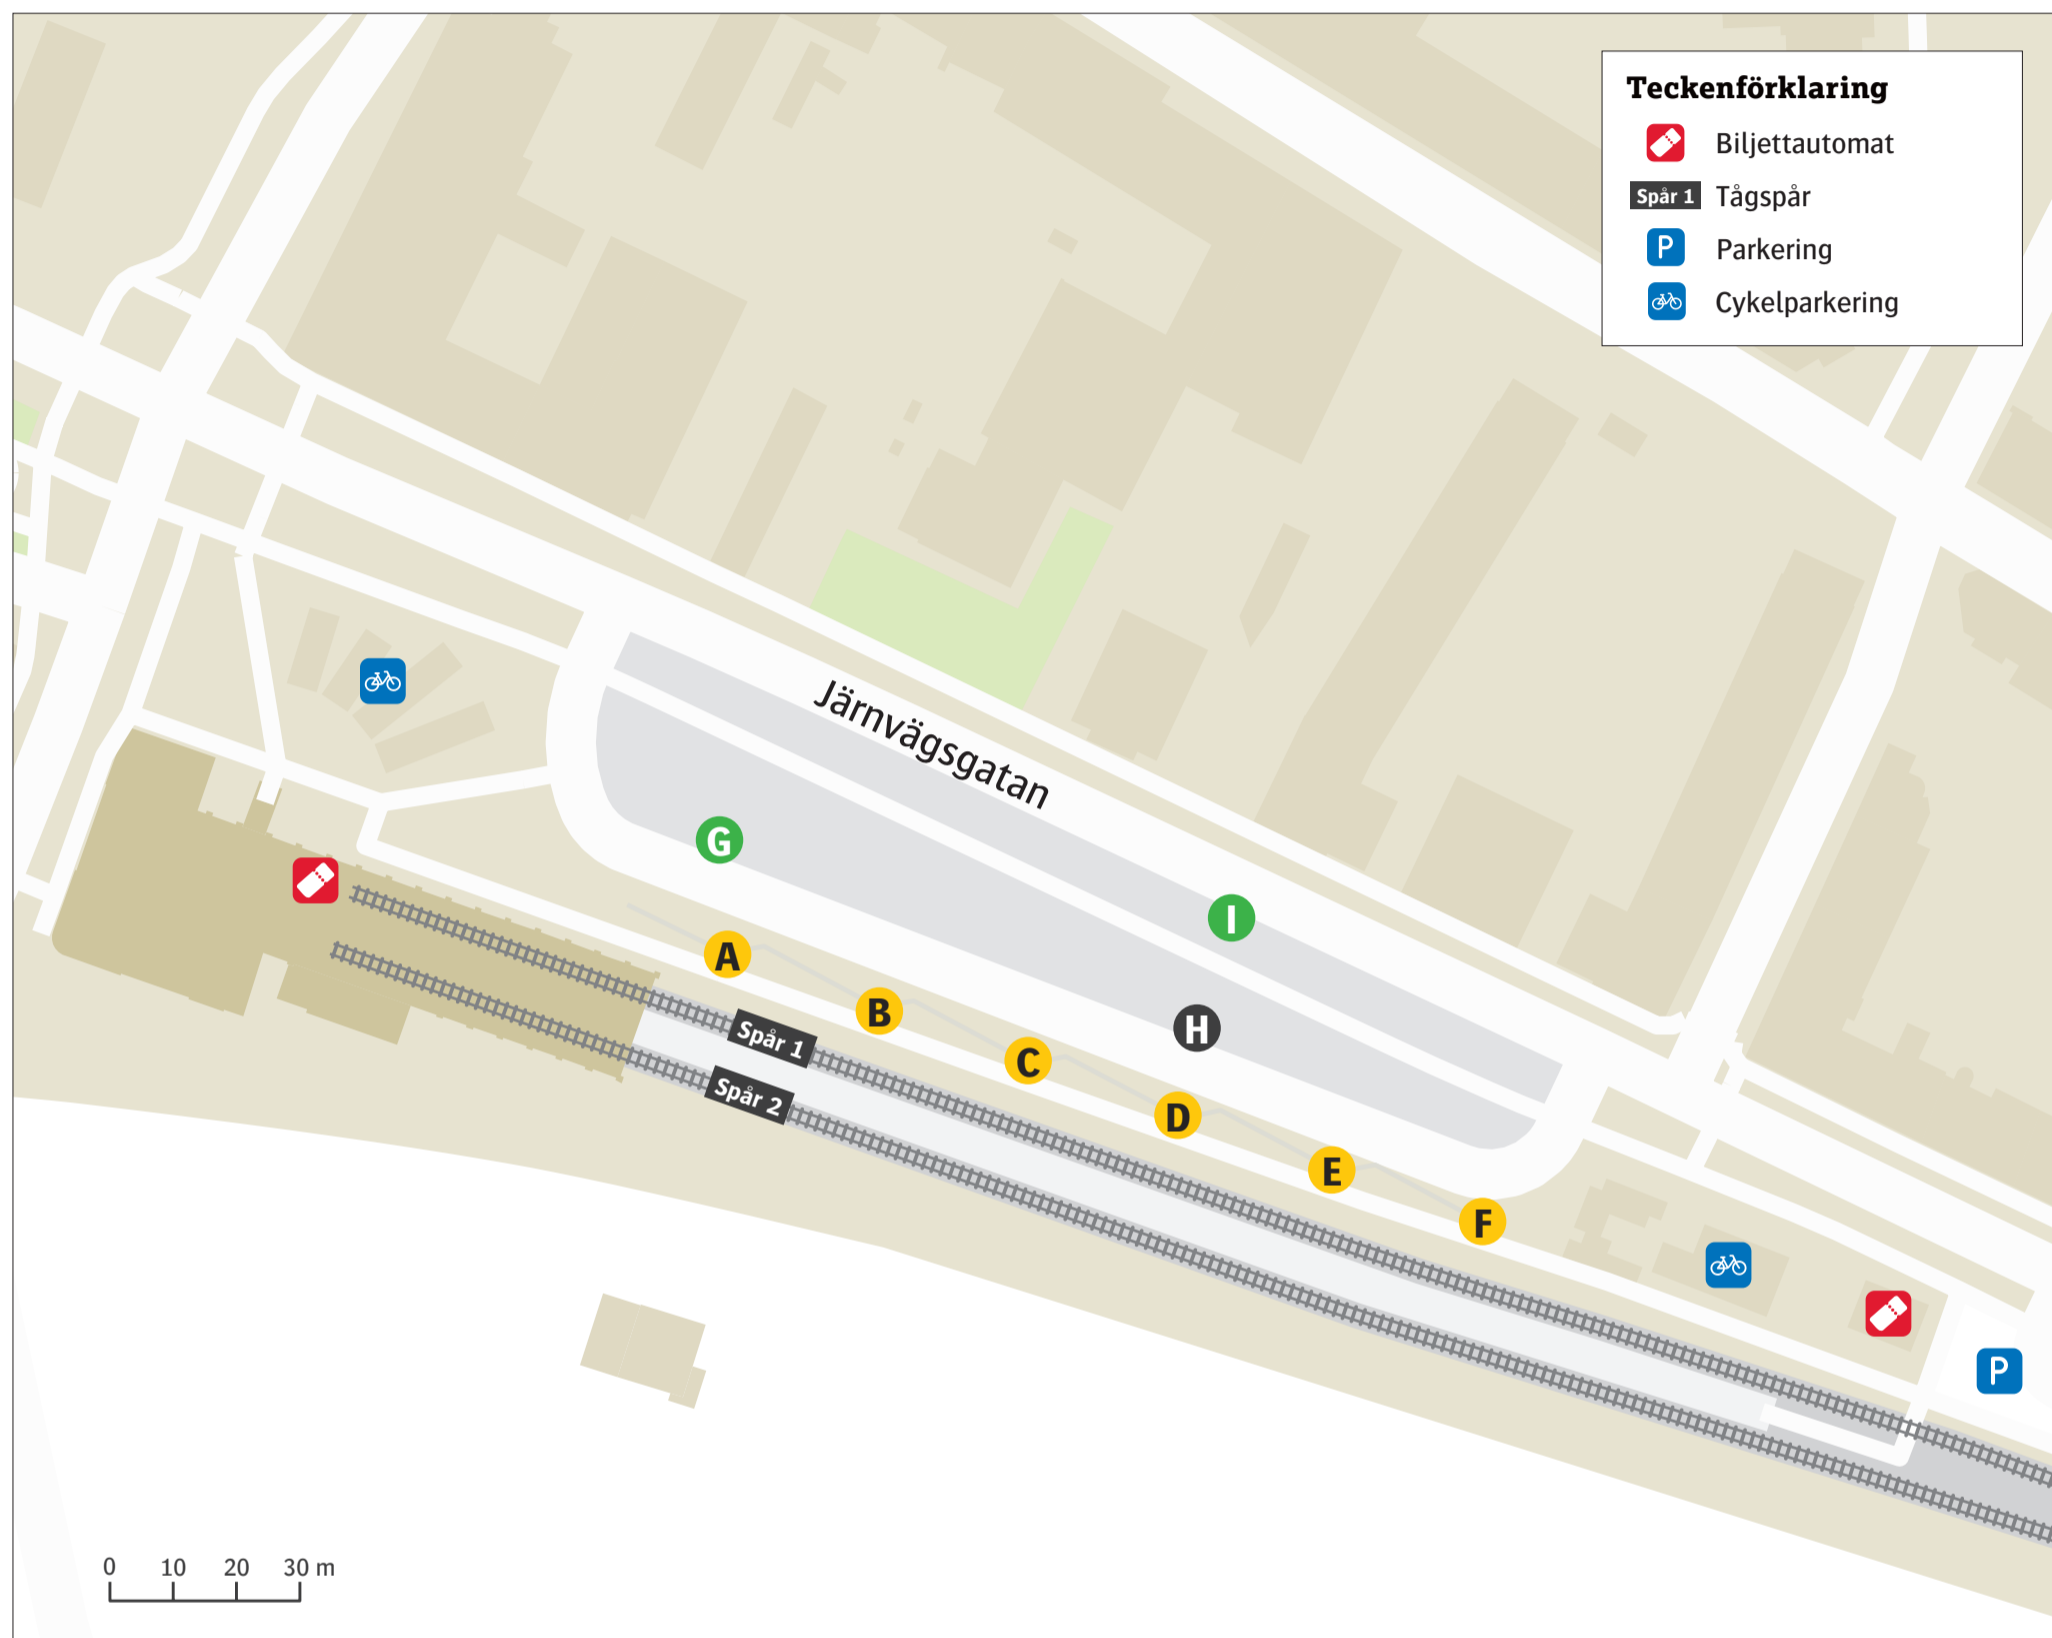 Teckenförklaring
Biljettautomat
Spår 1 Tågspår
P Parkering
Cykelparkering
Järnvägsgatan
G
I
A
B
H
C
Spår 1
Spår 2
D
E
F
P
0 10 20 30 m